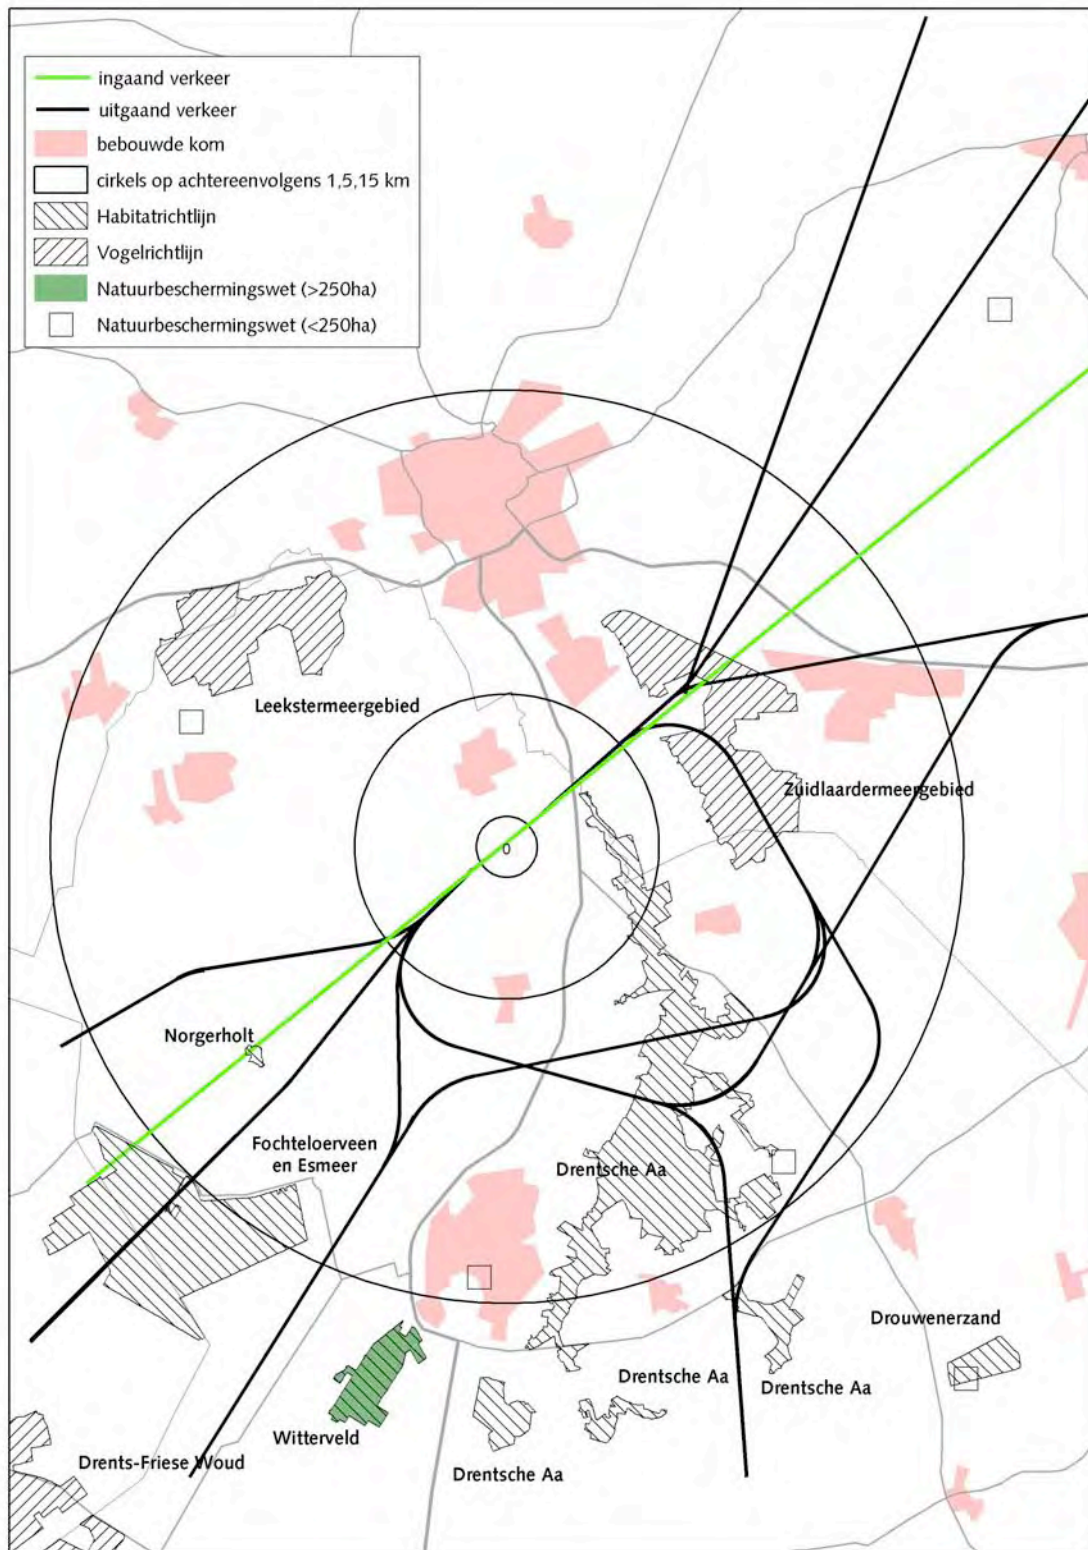 ingaand verkeer
uitgaand verkeer
bebouwde kom
cirkels op achtereenvolgens 1,5,15 km
Habitatrichtlijn
Vogelrichtlijn
Natuurbeschermingswet (>250ha)
Natuurbeschermingswet (<250ha)
Leekstermeergebied
Zuidlaardermeergebied
0
Norgerholt
Fochteloerveen
en Esmeer
Drentsche Aa
Drouwenerzand
Drentsche Aa
Drentsche Aa
Witterveld
Drents-Friese Woud
Drentsche Aa